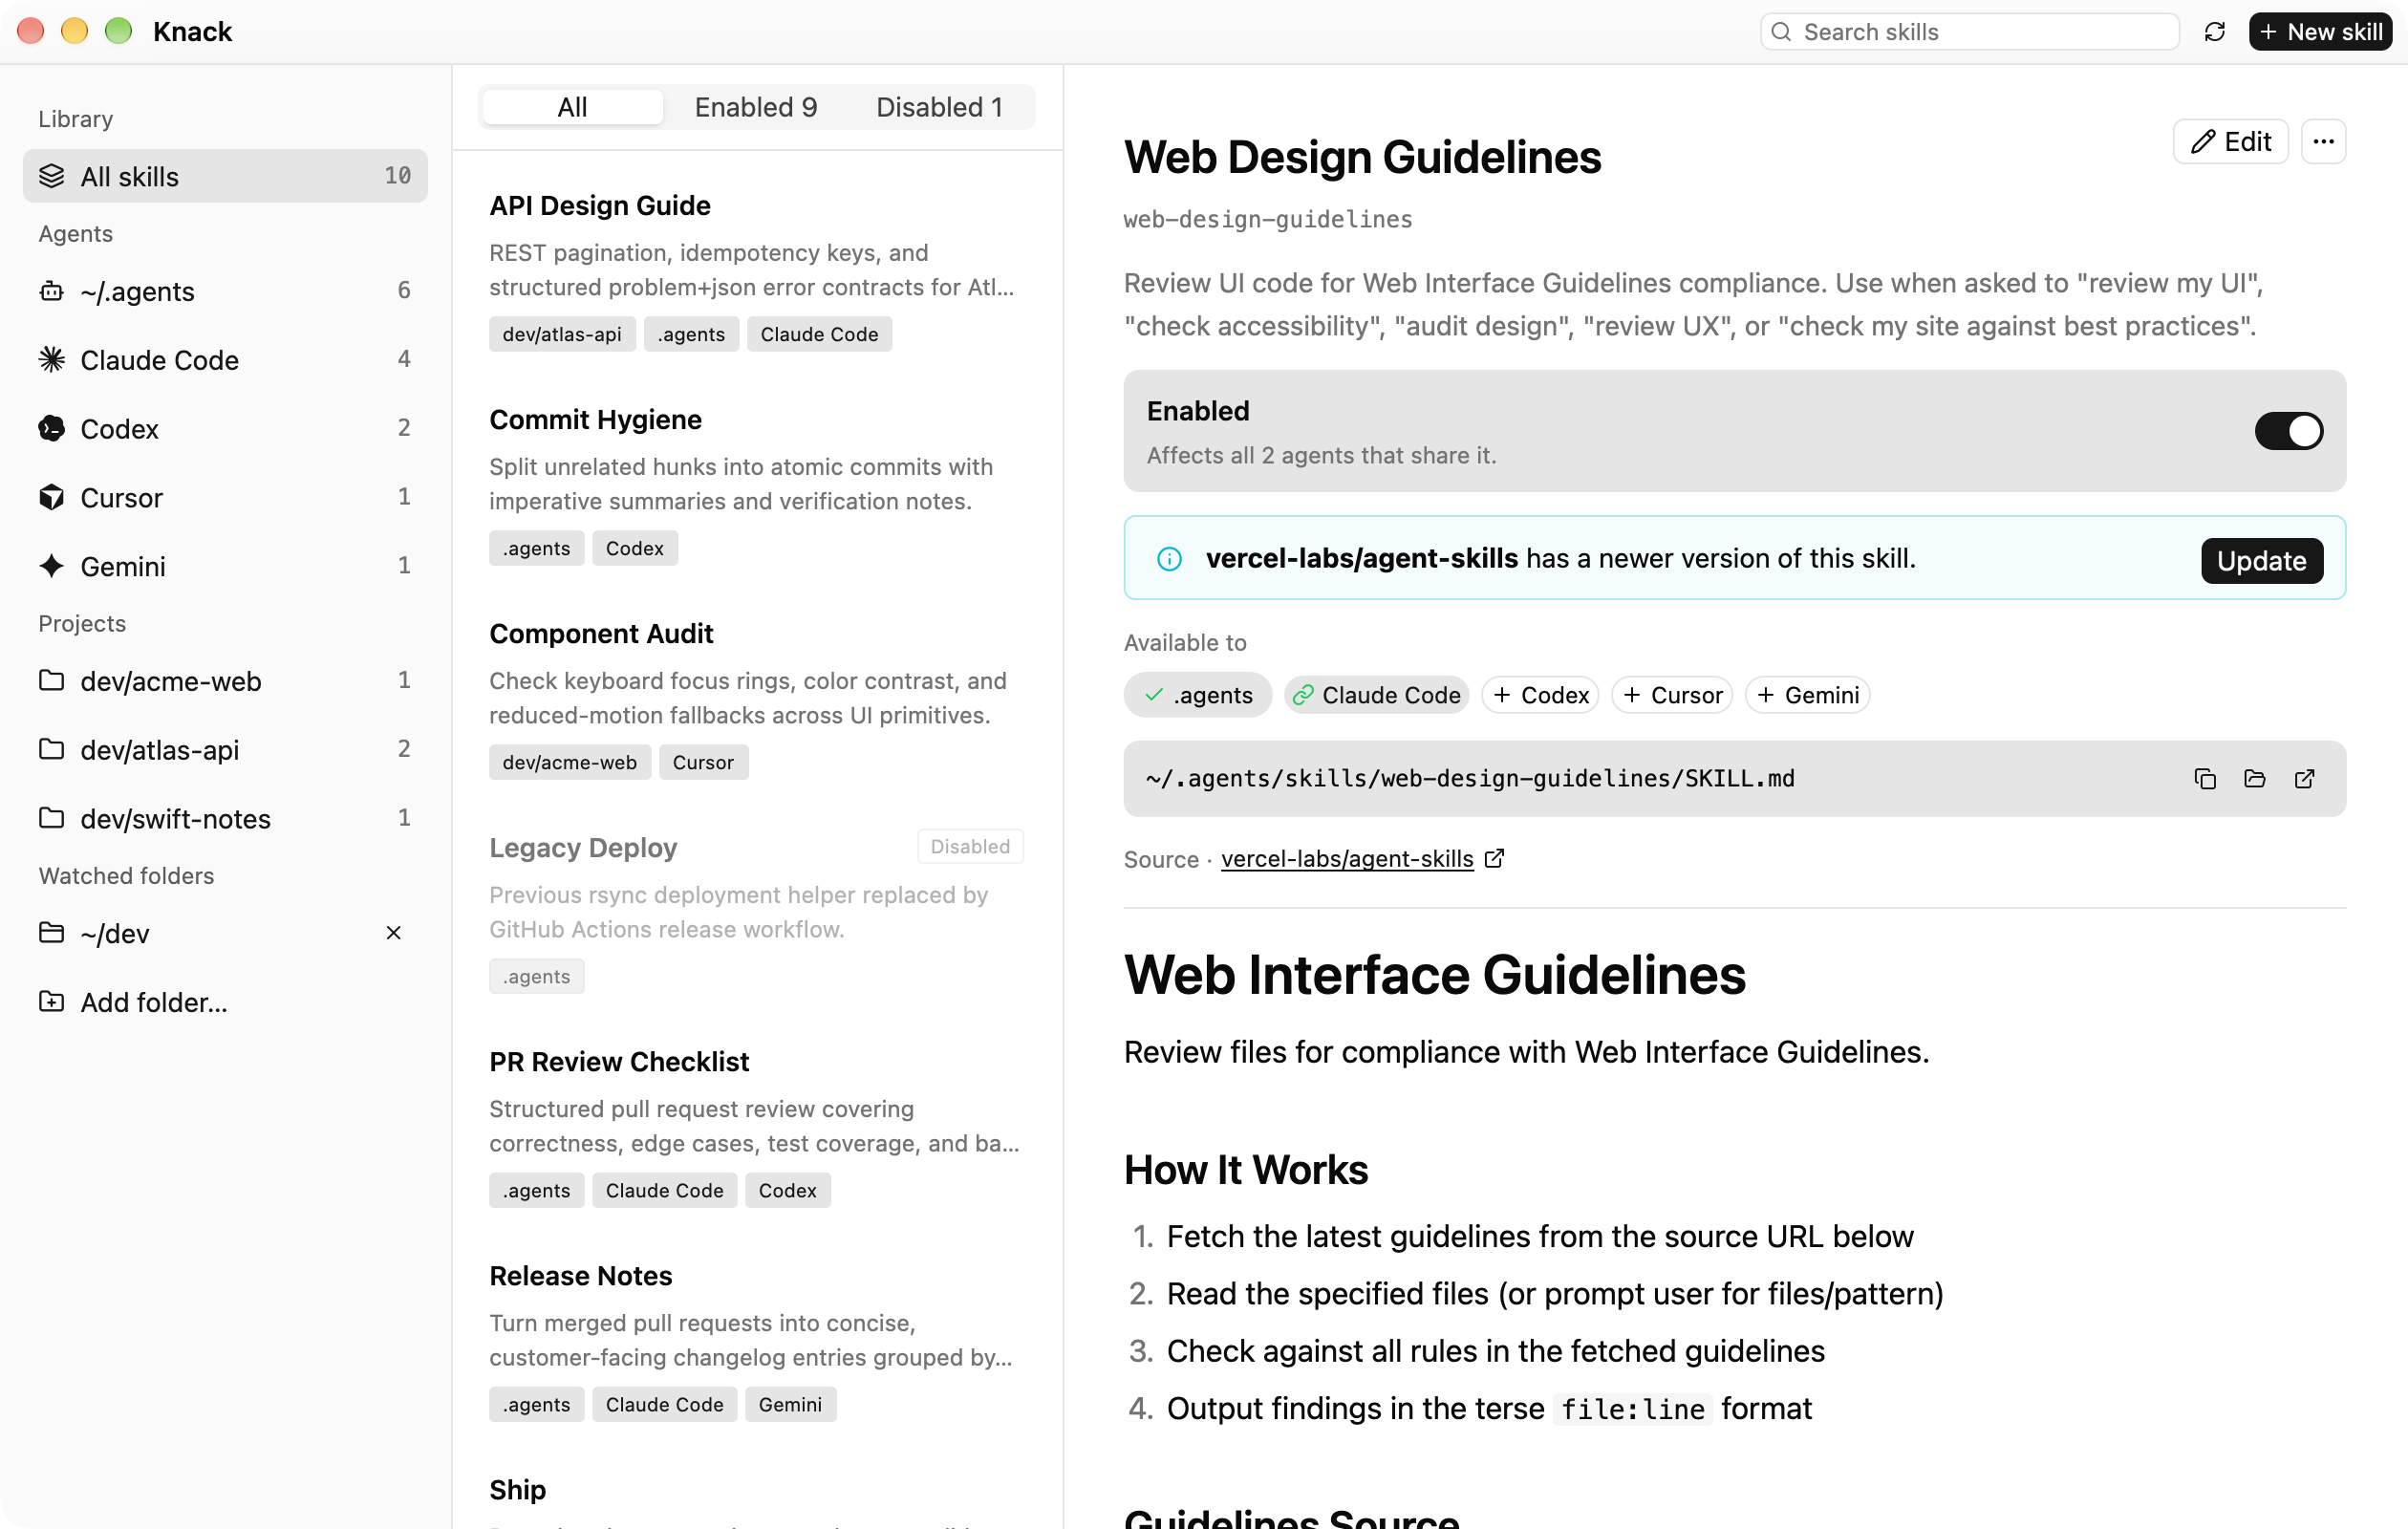 Knack
Search skills
New skill
Library
All skills 10
Agents
~/.agents 6
Claude Code 4
Codex 2
Cursor 1
Gemini 1
Projects
dev/acme-web 1
dev/atlas-api 2
dev/swift-notes 1
Watched folders
~/dev
Add folder...
All Enabled 9 Disabled 1
API Design Guide
REST pagination, idempotency keys, and
structured problem+json error contracts for Atl...
dev/atlas-api .agents Claude Code
Commit Hygiene
Split unrelated hunks into atomic commits with
imperative summaries and verification notes.
.agents Codex
Component Audit
Check keyboard focus rings, color contrast, and
reduced-motion fallbacks across UI primitives.
dev/acme-web Cursor
Legacy Deploy Disabled
Previous rsync deployment helper replaced by
GitHub Actions release workflow.
.agents
PR Review Checklist
Structured pull request review covering
correctness, edge cases, test coverage, and ba...
.agents Claude Code Codex
Release Notes
Turn merged pull requests into concise,
customer-facing changelog entries grouped by...
.agents Claude Code Gemini
Ship
Web Design Guidelines
Edit
web-design-guidelines
Review UI code for Web Interface Guidelines compliance. Use when asked to "review my UI",
"check accessibility", "audit design", "review UX", or "check my site against best practices".
Enabled
Affects all 2 agents that share it.
vercel-labs/agent-skills has a newer version of this skill.
Update
Available to
.agents Claude Code + Codex + Cursor + Gemini
~/.agents/skills/web-design-guidelines/SKILL.md
Source · vercel-labs/agent-skills
Web Interface Guidelines
Review files for compliance with Web Interface Guidelines.
How It Works
1. Fetch the latest guidelines from the source URL below
2. Read the specified files (or prompt user for files/pattern)
3. Check against all rules in the fetched guidelines
4. Output findings in the terse file:line format
Guidelines Source